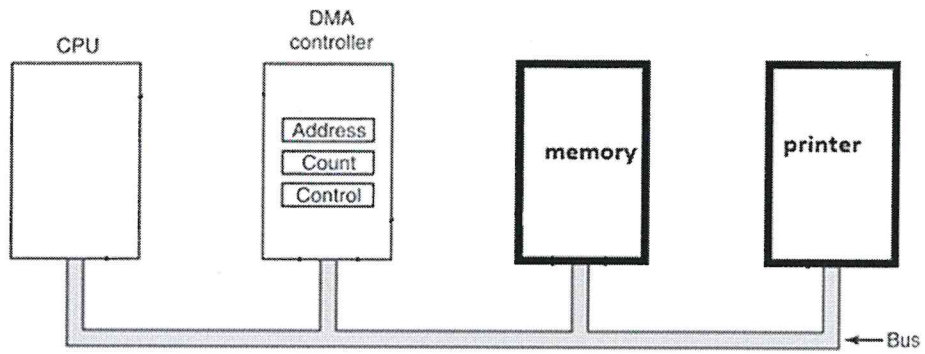 CPU
DMA
controller
Address
Count
Control
memory
printer
Bus